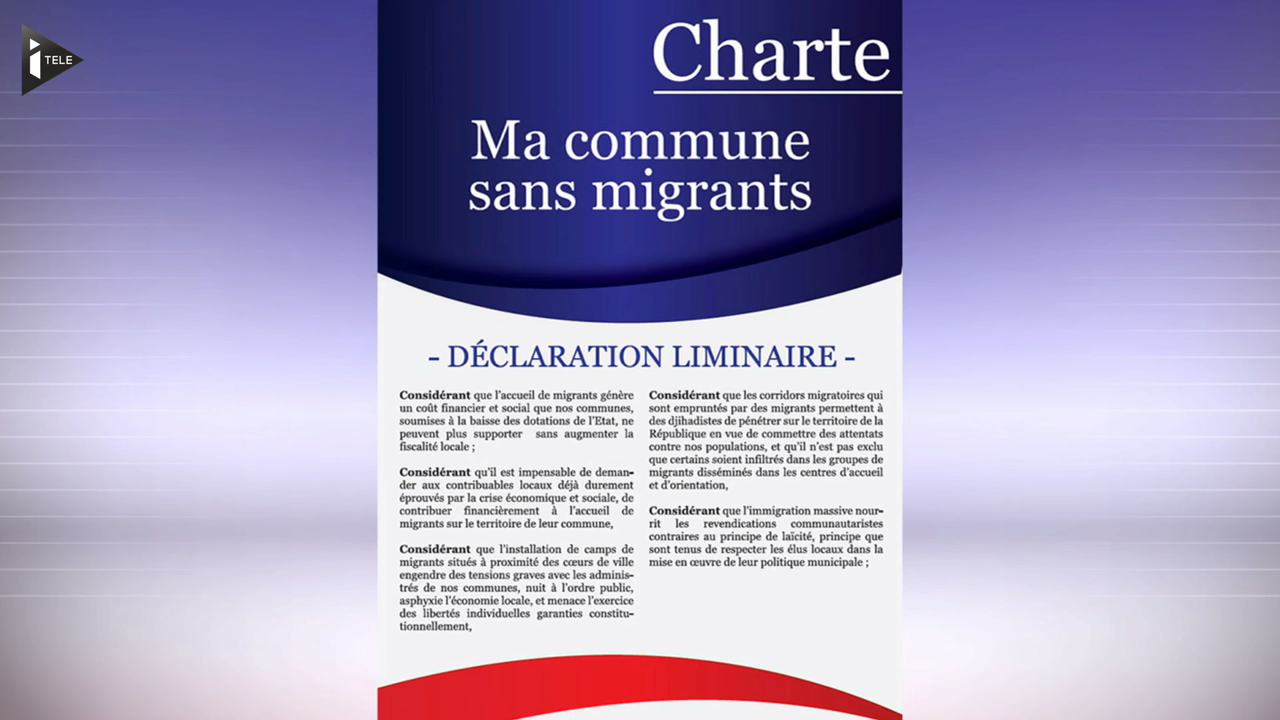 i TELE
Charte
Ma commune
sans migrants
- DÉCLARATION LIMINAIRE -
Considérant que l'accueil de migrants génère
un coût financier et social que nos communes,
soumises à la baisse des dotations de l'Etat, ne
peuvent plus supporter sans augmenter la
fiscalité locale ;
Considérant qu'il est impensable de deman-
der aux contribuables locaux déjà durement
éprouvés par la crise économique et sociale, de
contribuer financièrement à l'accueil de
migrants sur le territoire de leur commune,
Considérant que l'installation de camps de
migrants situés à proximité des cœurs de ville
engendre des tensions graves avec les adminis-
trés de nos communes, nuit à l'ordre public,
asphyxie l'économie locale, et menace l'exercice
des libertés individuelles garanties constitu-
tionnellement,
Considérant que les corridors migratoires qui
sont empruntés par des migrants permettent à
des djihadistes de pénétrer sur le territoire de la
République en vue de commettre des attentats
contre nos populations, et qu'il n'est pas exclu
que certains soient infiltrés dans les groupes de
migrants disséminés dans les centres d'accueil
et d'orientation,
Considérant que l'immigration massive nour-
rit les revendications communautaristes
contraires au principe de laïcité, principe que
sont tenus de respecter les élus locaux dans la
mise en œuvre de leur politique municipale ;